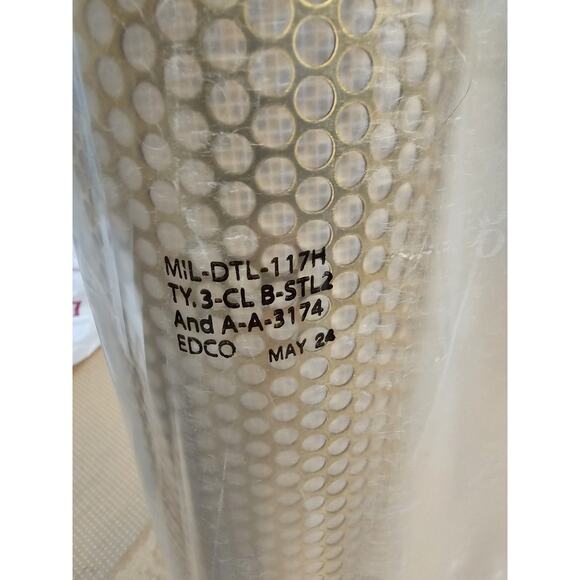 MIL-DTL-117H
TY. 3-CL B-STL2
And A-A-3174
EDCO MAY 24